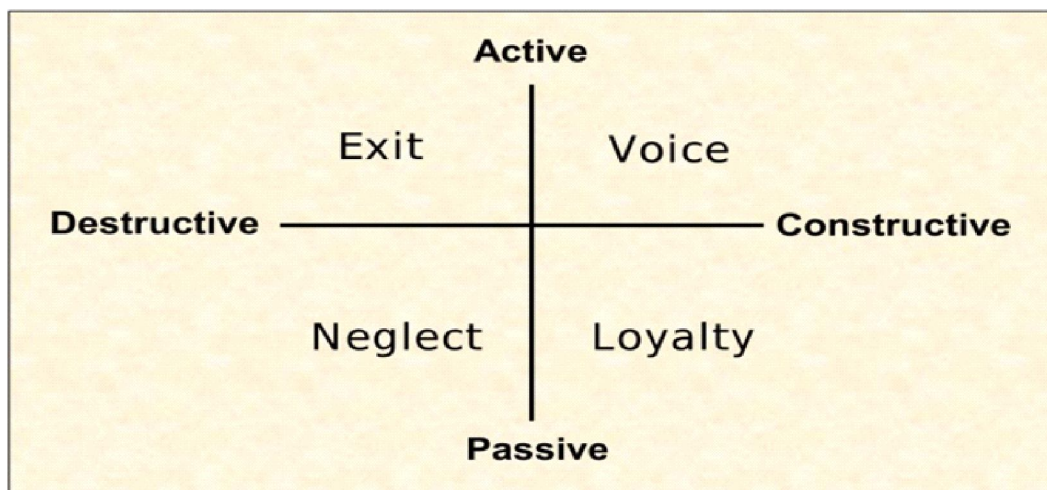 Active
Exit Voice
Destructive Constructive
Neglect Loyalty
Passive